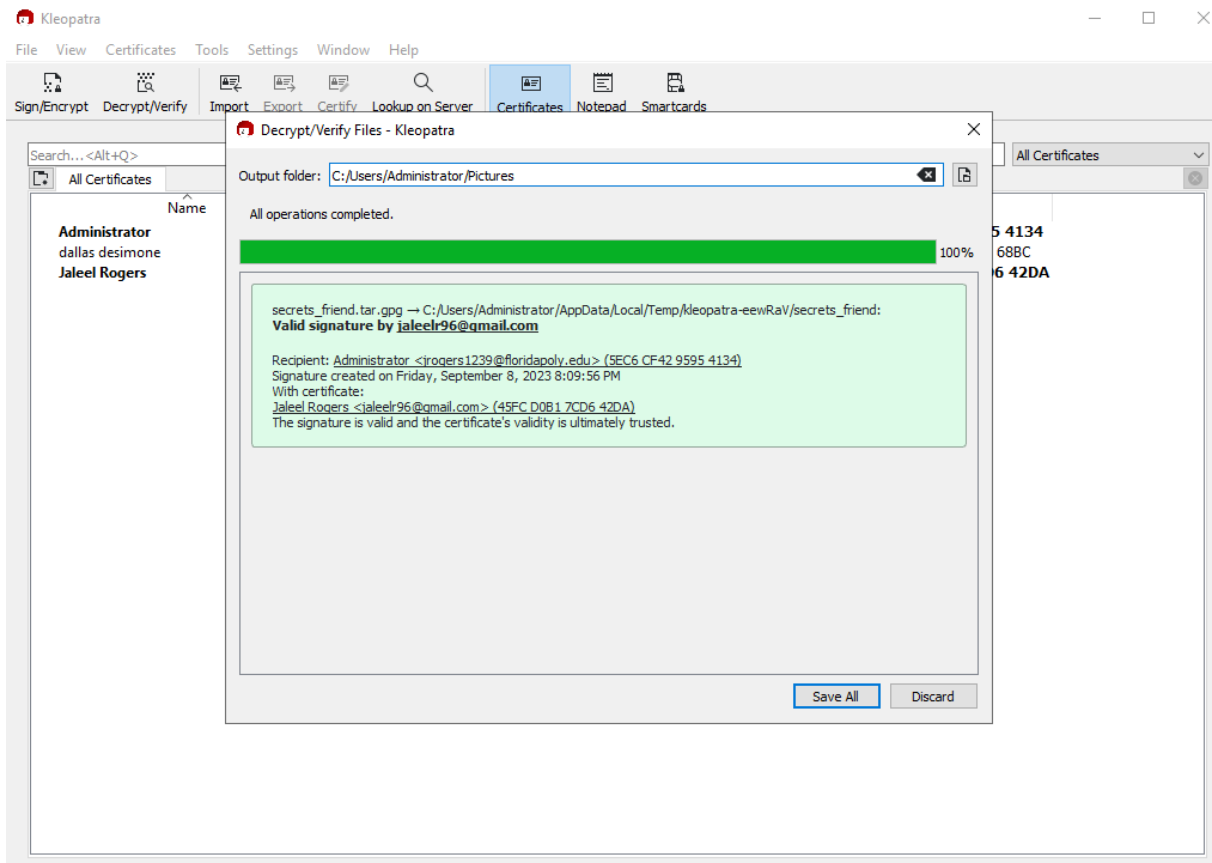 Kleopatra
File View Certificates Tools Settings Window Help
Sign/Encrypt Decrypt/Verify Import Export Certify Lookup on Server Certificates Notepad Smartcards
Decrypt/Verify Files - Kleopatra
Search...<Alt+Q>
All Certificates
Output folder: C:/Users/Administrator/Pictures
All Certificates
Name
All operations completed.
Administrator
5 4134
dallas desimone
100%
68BC
Jaleel Rogers
6 42DA
secrets_friend.tar.gpg → C:/Users/Administrator/AppData/Local/Temp/kleopatra-eewRaV/secrets_friend:
Valid signature by jaleelr96@gmail.com
Recipient: Administrator <jrogers1239@floridapoly.edu> (5EC6 CF42 9595 4134)
Signature created on Friday, September 8, 2023 8:09:56 PM
With certificate:
Jaleel Rogers <jaleelr96@gmail.com> (45FC D0B1 7CD6 42DA)
The signature is valid and the certificate's validity is ultimately trusted.
Save All Discard